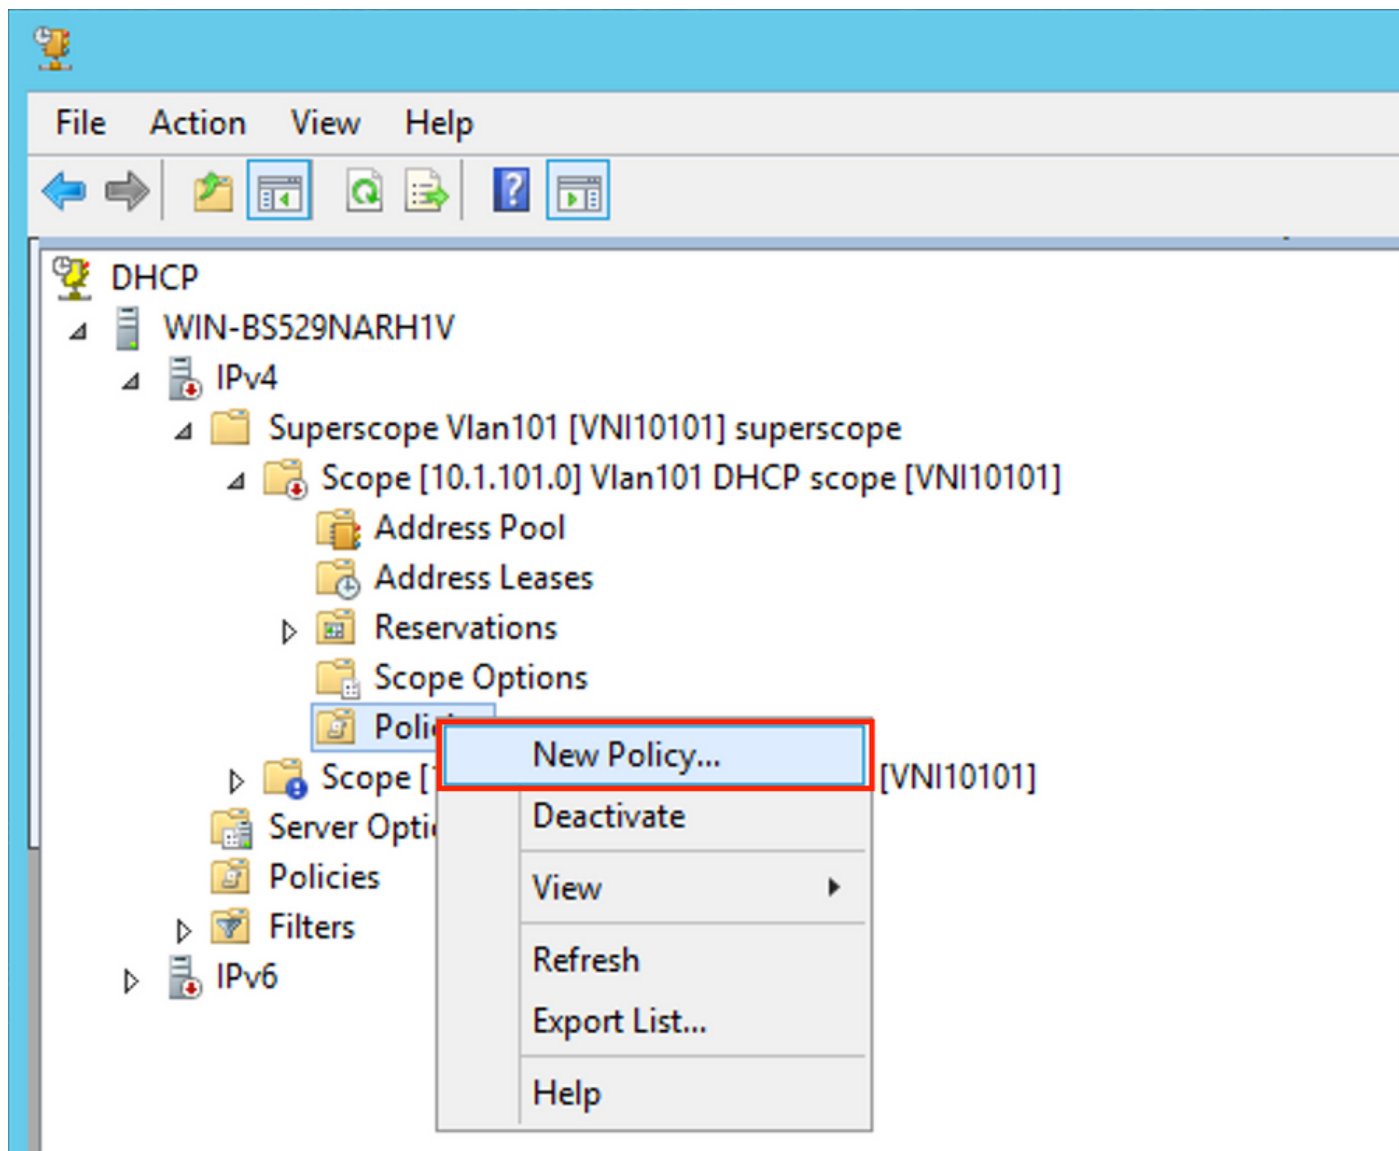 File Action View Help
DHCP
WIN-BS529NARH1V
IPv4
Superscope Vlan101 [VNI10101] superscope
Scope [10.1.101.0] Vlan101 DHCP scope [VNI10101]
Address Pool
Address Leases
Reservations
Scope Options
New Policy...
Scope [ [VNI10101]
Deactivate
Server
Policies
View
Filters
Refresh
IPv6
Export List...
Help